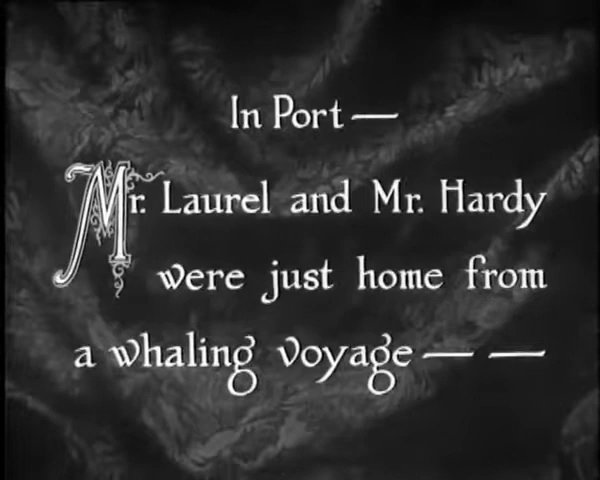 In Port —
Mr. Laurel and Mr. Hardy
were just home from
a whaling voyage — —